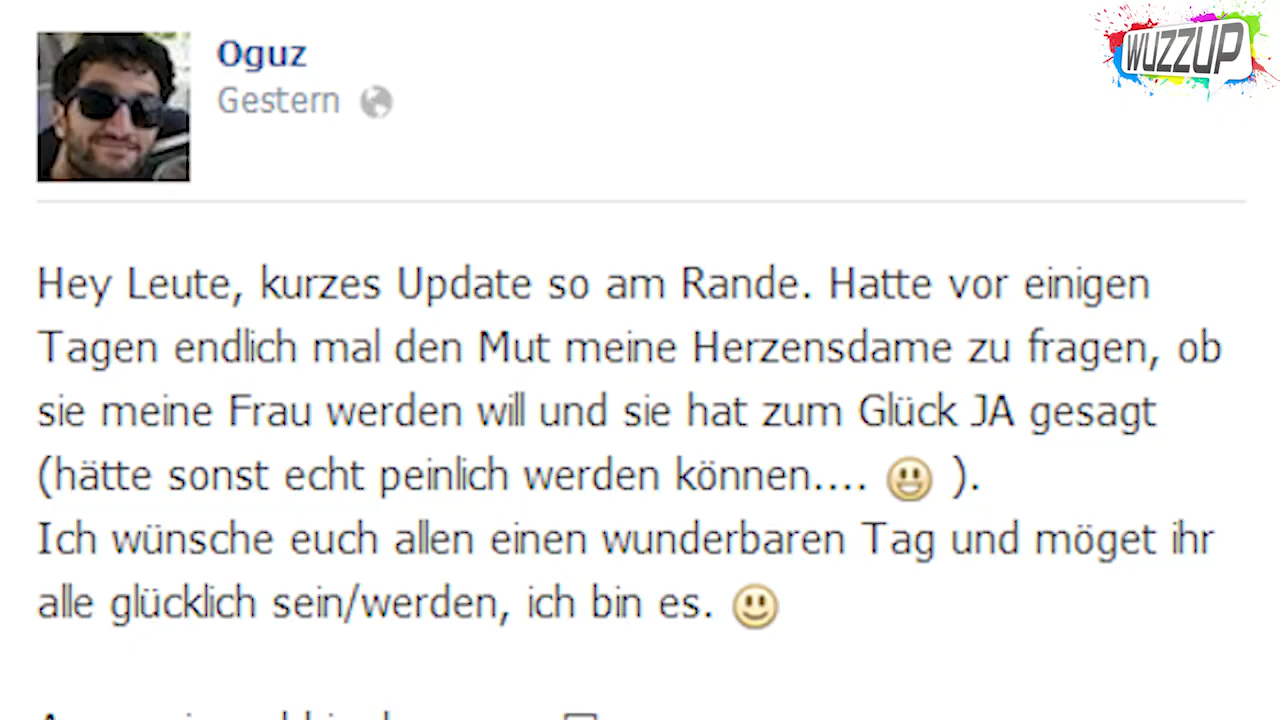 WUZZUP
Oguz
Gestern
Hey Leute, kurzes Update so am Rande. Hatte vor einigen
Tagen endlich mal den Mut meine Herzensdame zu fragen, ob
sie meine Frau werden will und sie hat zum Glück JA gesagt
(hätte sonst echt peinlich werden können.... 😃 ).
Ich wünsche euch allen einen wunderbaren Tag und möget ihr
alle glücklich sein/werden, ich bin es. 🙂